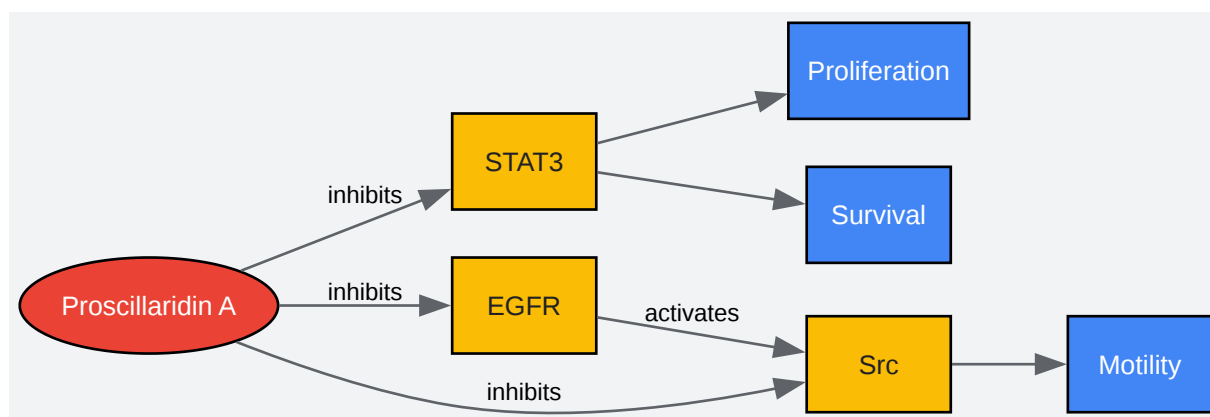 Proliferation
STAT3
inhibits
Survival
Proscillaridin A
inhibits
EGFR
activates
Src
Motility
inhibits